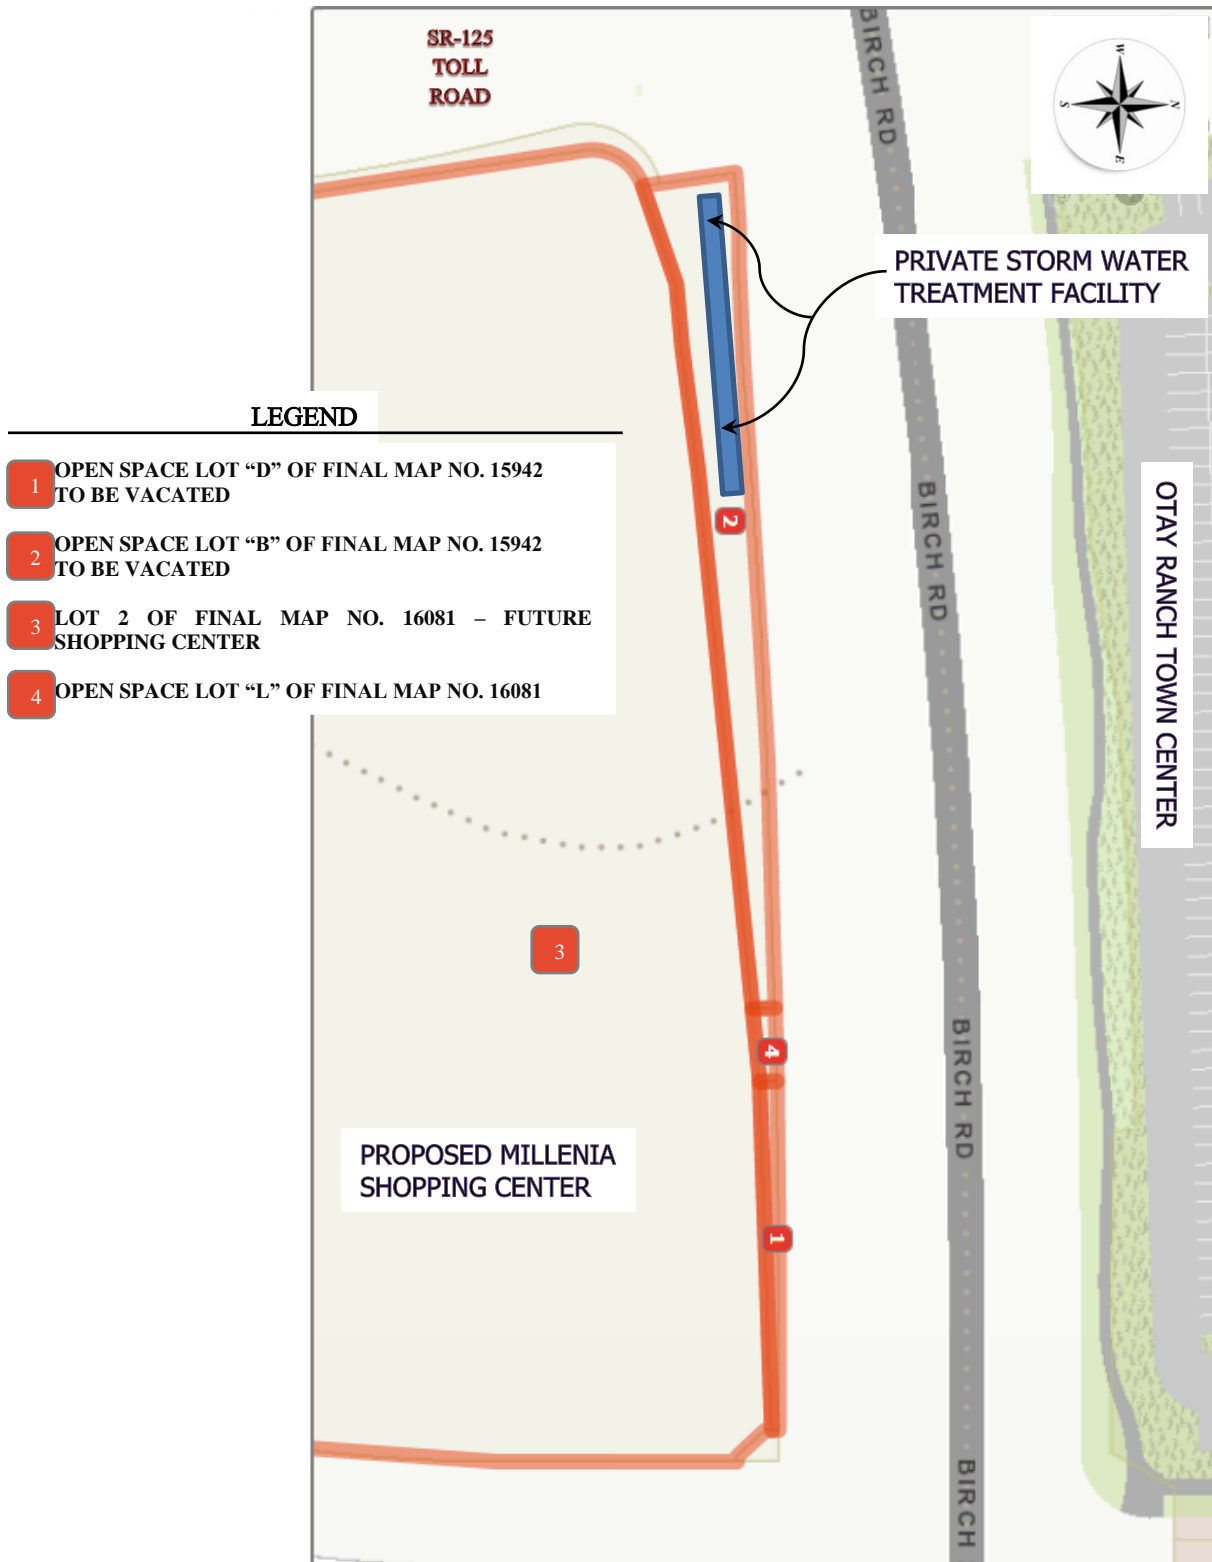 SR-125
TOLL
ROAD
BIRCH RD
W
N
S
E
PRIVATE STORM WATER
TREATMENT FACILITY
LEGEND
1 OPEN SPACE LOT “D” OF FINAL MAP NO. 15942
TO BE VACATED
2 OPEN SPACE LOT “B” OF FINAL MAP NO. 15942
TO BE VACATED
3 LOT 2 OF FINAL MAP NO. 16081 – FUTURE
SHOPPING CENTER
4 OPEN SPACE LOT “L” OF FINAL MAP NO. 16081
2
BIRCH RD
OTAY RANCH TOWN CENTER
3
4
BIRCH RD
PROPOSED MILLENIA
SHOPPING CENTER
1
BIRCH